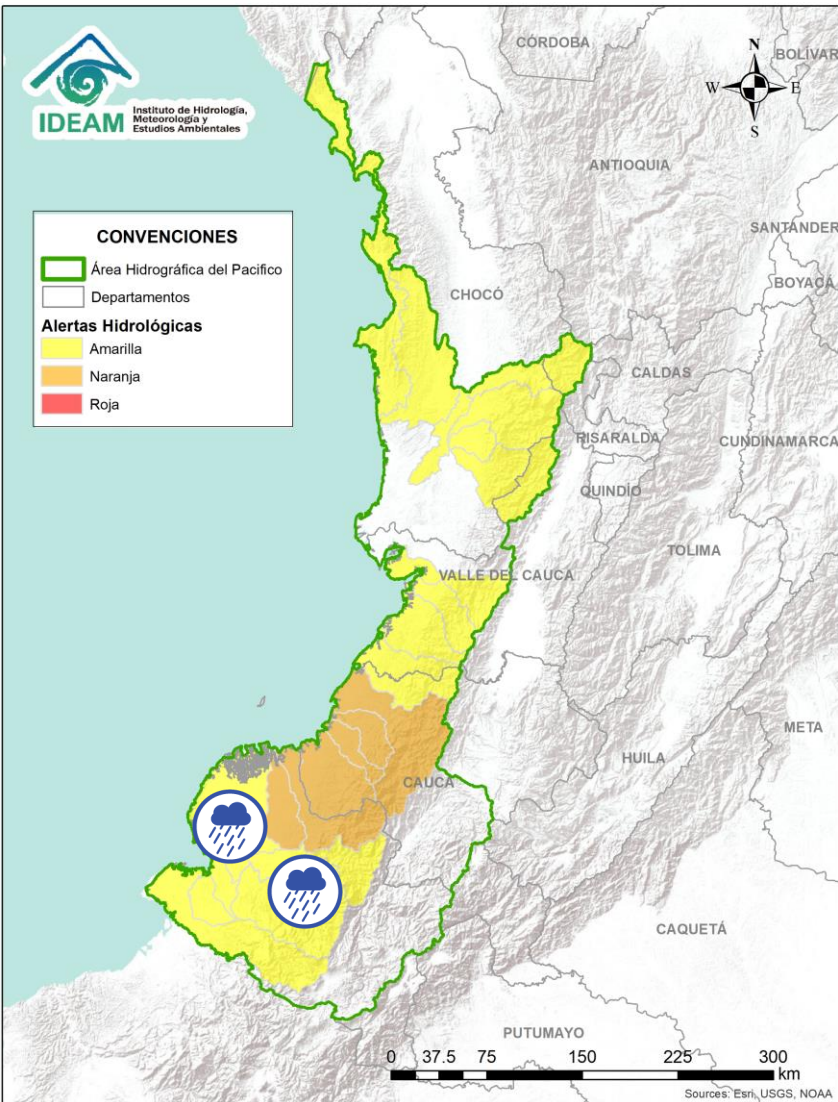 IDEAM
Instituto de Hidrología,
Meteorología y
Estudios Ambientales
CONVENCIONES
Área Hidrográfica del Pacifico
Departamentos
Alertas Hidrológicas
Amarilla
Naranja
Roja
N
W E
S
CÓRDOBA
BOLÍVAR
ANTIOQUIA
SANTANDER
BOYACÁ
CHOCÓ
CALDAS
RISARALDA
CUNDINAMARCA
QUINDÍO
TOLIMA
VALLE DEL CAUCA
META
HUILA
CAUCA
CAQUETÁ
PUTUMAYO
0 37.5 75 150 225 300
km
Sources: Esri, USGS, NOAA